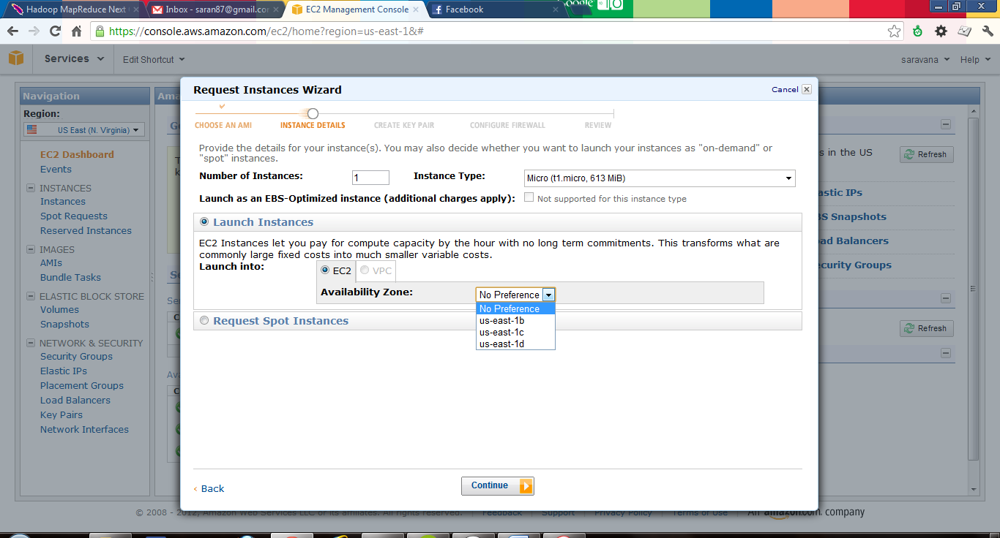 Hadoop MapReduce Next
Inbox - saran87@gmail.com
EC2 Management Console
Facebook
https://console.aws.amazon.com/ec2/home?region=us-east-1&#
Services
Edit Shortcut
saravana
Help
Navigation
Region:
US East (N. Virginia)
EC2 Dashboard
Events
INSTANCES
Instances
Spot Requests
Reserved Instances
IMAGES
AMIs
Bundle Tasks
ELASTIC BLOCK STORE
Volumes
Snapshots
NETWORK & SECURITY
Security Groups
Elastic IPs
Placement Groups
Load Balancers
Key Pairs
Network Interfaces
Request Instances Wizard
Cancel
CHOOSE AN AMI
INSTANCE DETAILS
CREATE KEY PAIR
CONFIGURE FIREWALL
REVIEW
Provide the details for your instance(s). You may also decide whether you want to launch your instances as "on-demand" or
"spot" instances.
Number of Instances: 1 Instance Type: Micro (t1.micro, 613 MiB)
Launch as an EBS-Optimized instance (additional charges apply): Not supported for this instance type
Launch Instances
EC2 Instances let you pay for compute capacity by the hour with no long term commitments. This transforms what are
commonly large fixed costs into much smaller variable costs.
Launch into: EC2 VPC
Availability Zone: No Preference
No Preference
us-east-1b
us-east-1c
us-east-1d
Request Spot Instances
‹ Back
Continue
s in the US
Refresh
astic IPs
BS Snapshots
ad Balancers
ecurity Groups
Refresh
© 2008 - 2012, Amazon Web Services LLC or its affiliates. All rights reserved. Feedback Support Privacy Policy Terms of Use An amazon.com company